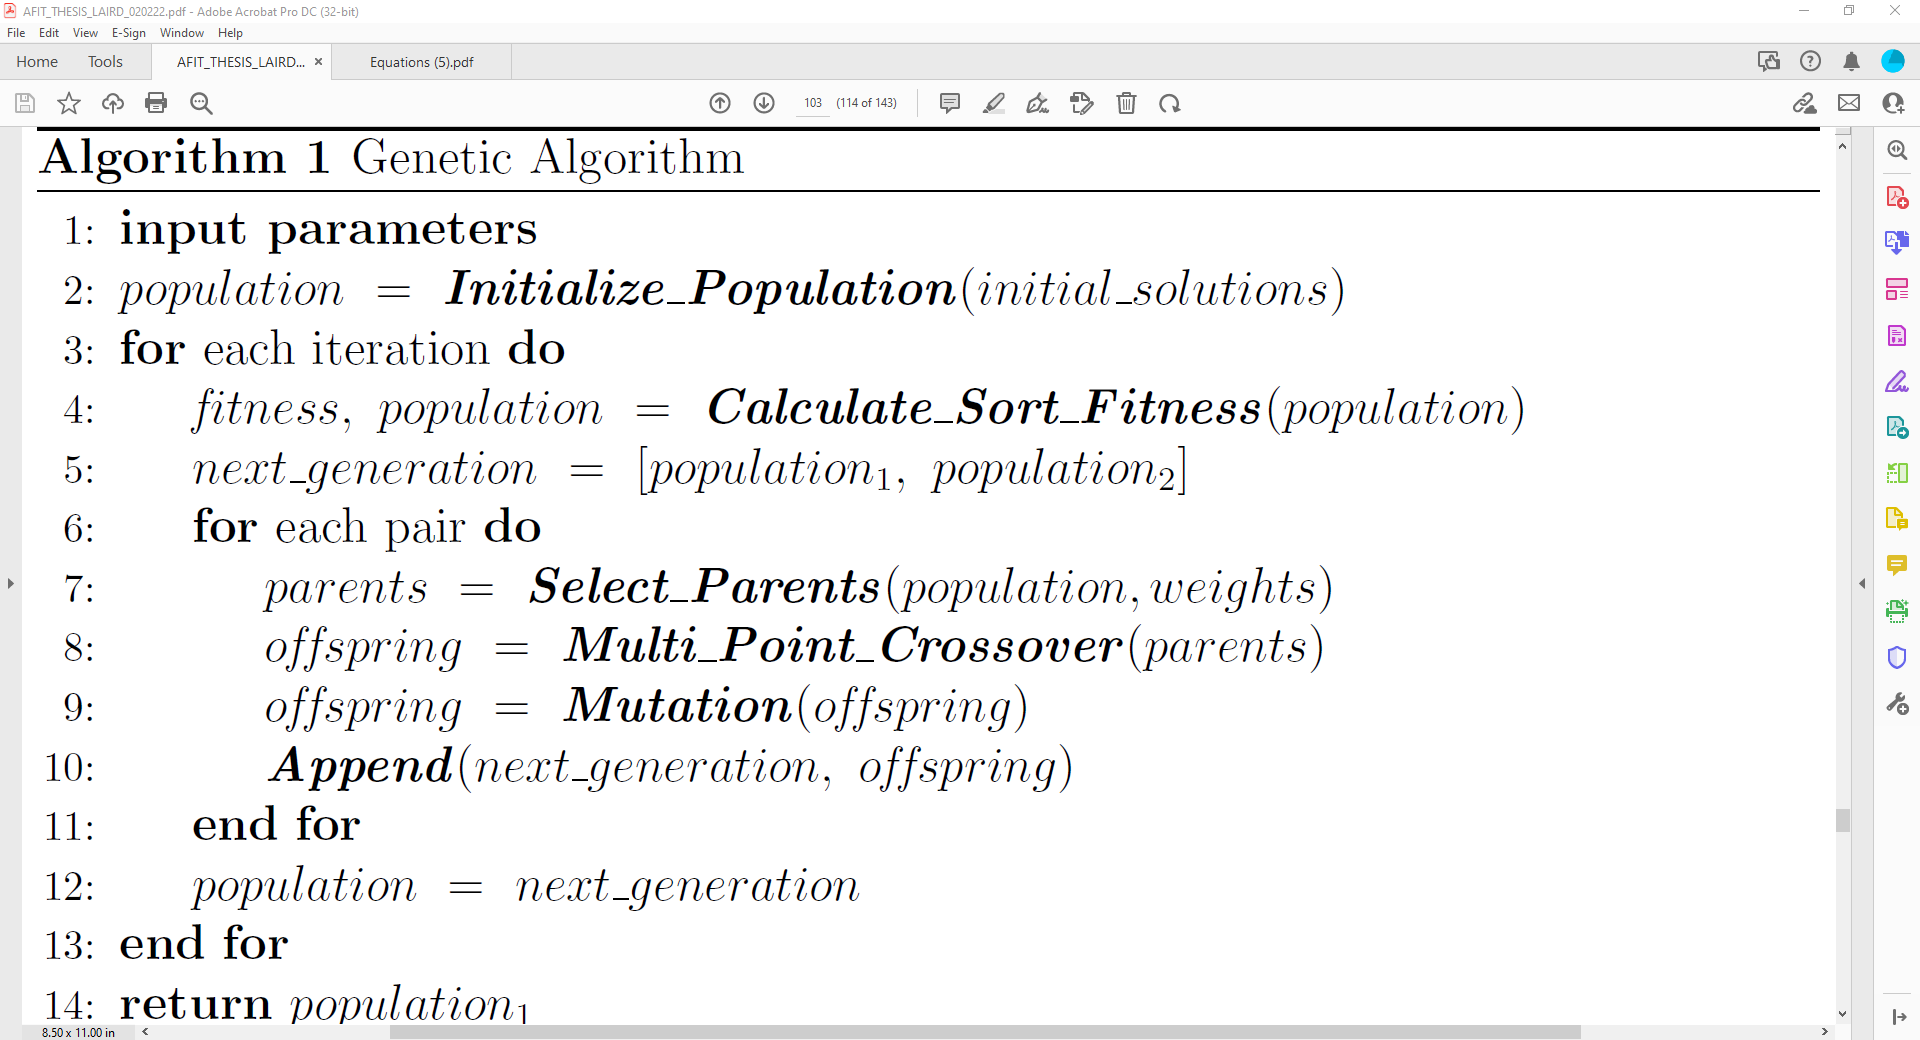 AFIT_THESIS_LAIRD_020222.pdf - Adobe Acrobat Pro DC (32-bit)
File Edit View E-Sign Window Help
Home Tools AFIT_THESIS_LAIRD... × Equations (5).pdf
103 (114 of 143)
Algorithm 1 Genetic Algorithm
1: input parameters
2: population = Initialize_Population(initial_solutions)
3: for each iteration do
4: fitness, population = Calculate_Sort_Fitness(population)
5: next_generation = [population₁, population₂]
6: for each pair do
7: parents = Select_Parents(population, weights)
8: offspring = Multi_Point_Crossover(parents)
9: offspring = Mutation(offspring)
10: Append(next_generation, offspring)
11: end for
12: population = next_generation
13: end for
14: return population₁
8.50 x 11.00 in